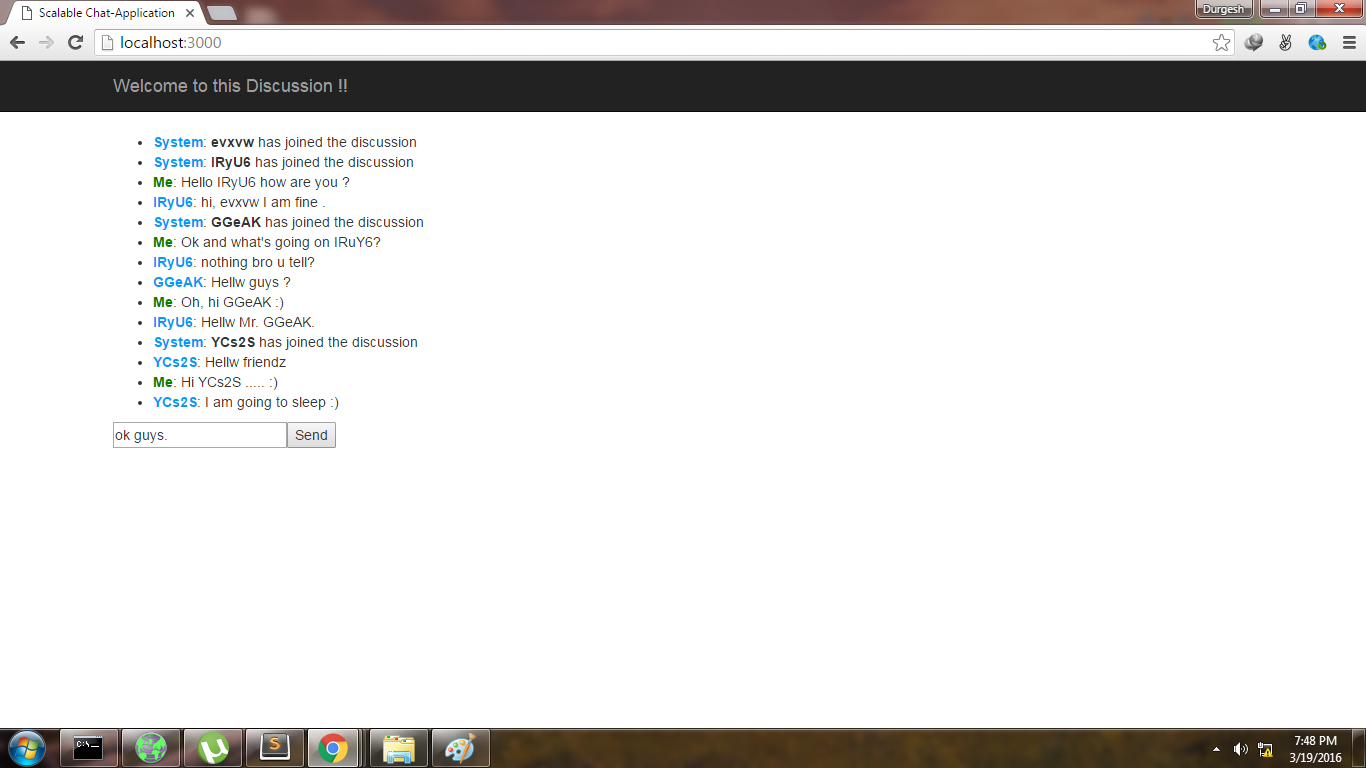 Scalable Chat-Application
Durgesh
localhost:3000
Welcome to this Discussion !!
System: evxvw has joined the discussion
System: IRyU6 has joined the discussion
Me: Hello IRyU6 how are you ?
IRyU6: hi, evxvw I am fine .
System: GGeAK has joined the discussion
Me: Ok and what's going on IRuY6?
IRyU6: nothing bro u tell?
GGeAK: Hellw guys ?
Me: Oh, hi GGeAK :)
IRyU6: Hellw Mr. GGeAK.
System: YCs2S has joined the discussion
YCs2S: Hellw friendz
Me: Hi YCs2S ..... :)
YCs2S: I am going to sleep :)
ok guys. Send
7:48 PM
3/19/2016